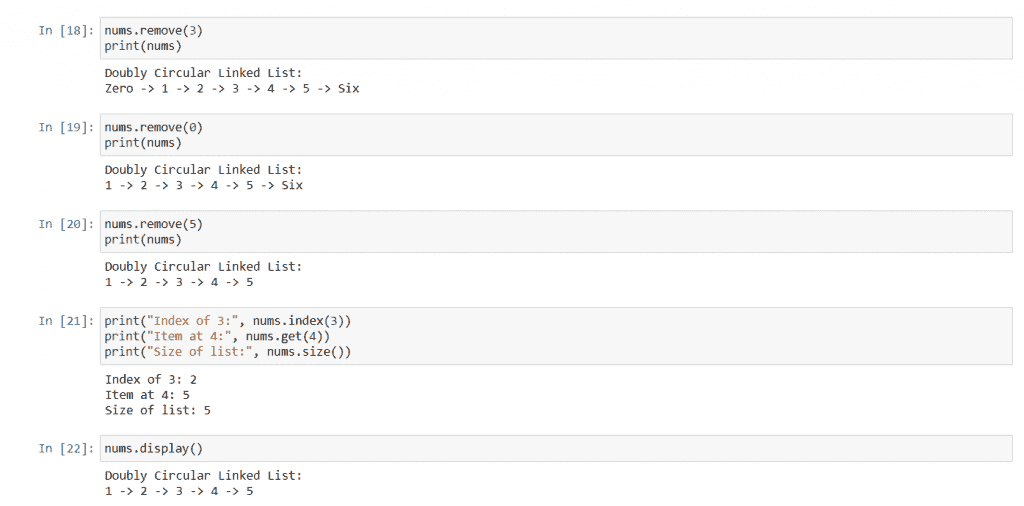 In [18]: nums.remove(3)
print(nums)
Doubly Circular Linked List:
Zero -> 1 -> 2 -> 3 -> 4 -> 5 -> Six
In [19]: nums.remove(0)
print(nums)
Doubly Circular Linked List:
1 -> 2 -> 3 -> 4 -> 5 -> Six
In [20]: nums.remove(5)
print(nums)
Doubly Circular Linked List:
1 -> 2 -> 3 -> 4 -> 5
In [21]: print("Index of 3:", nums.index(3))
print("Item at 4:", nums.get(4))
print("Size of list:", nums.size())
Index of 3: 2
Item at 4: 5
Size of list: 5
In [22]: nums.display()
Doubly Circular Linked List:
1 -> 2 -> 3 -> 4 -> 5